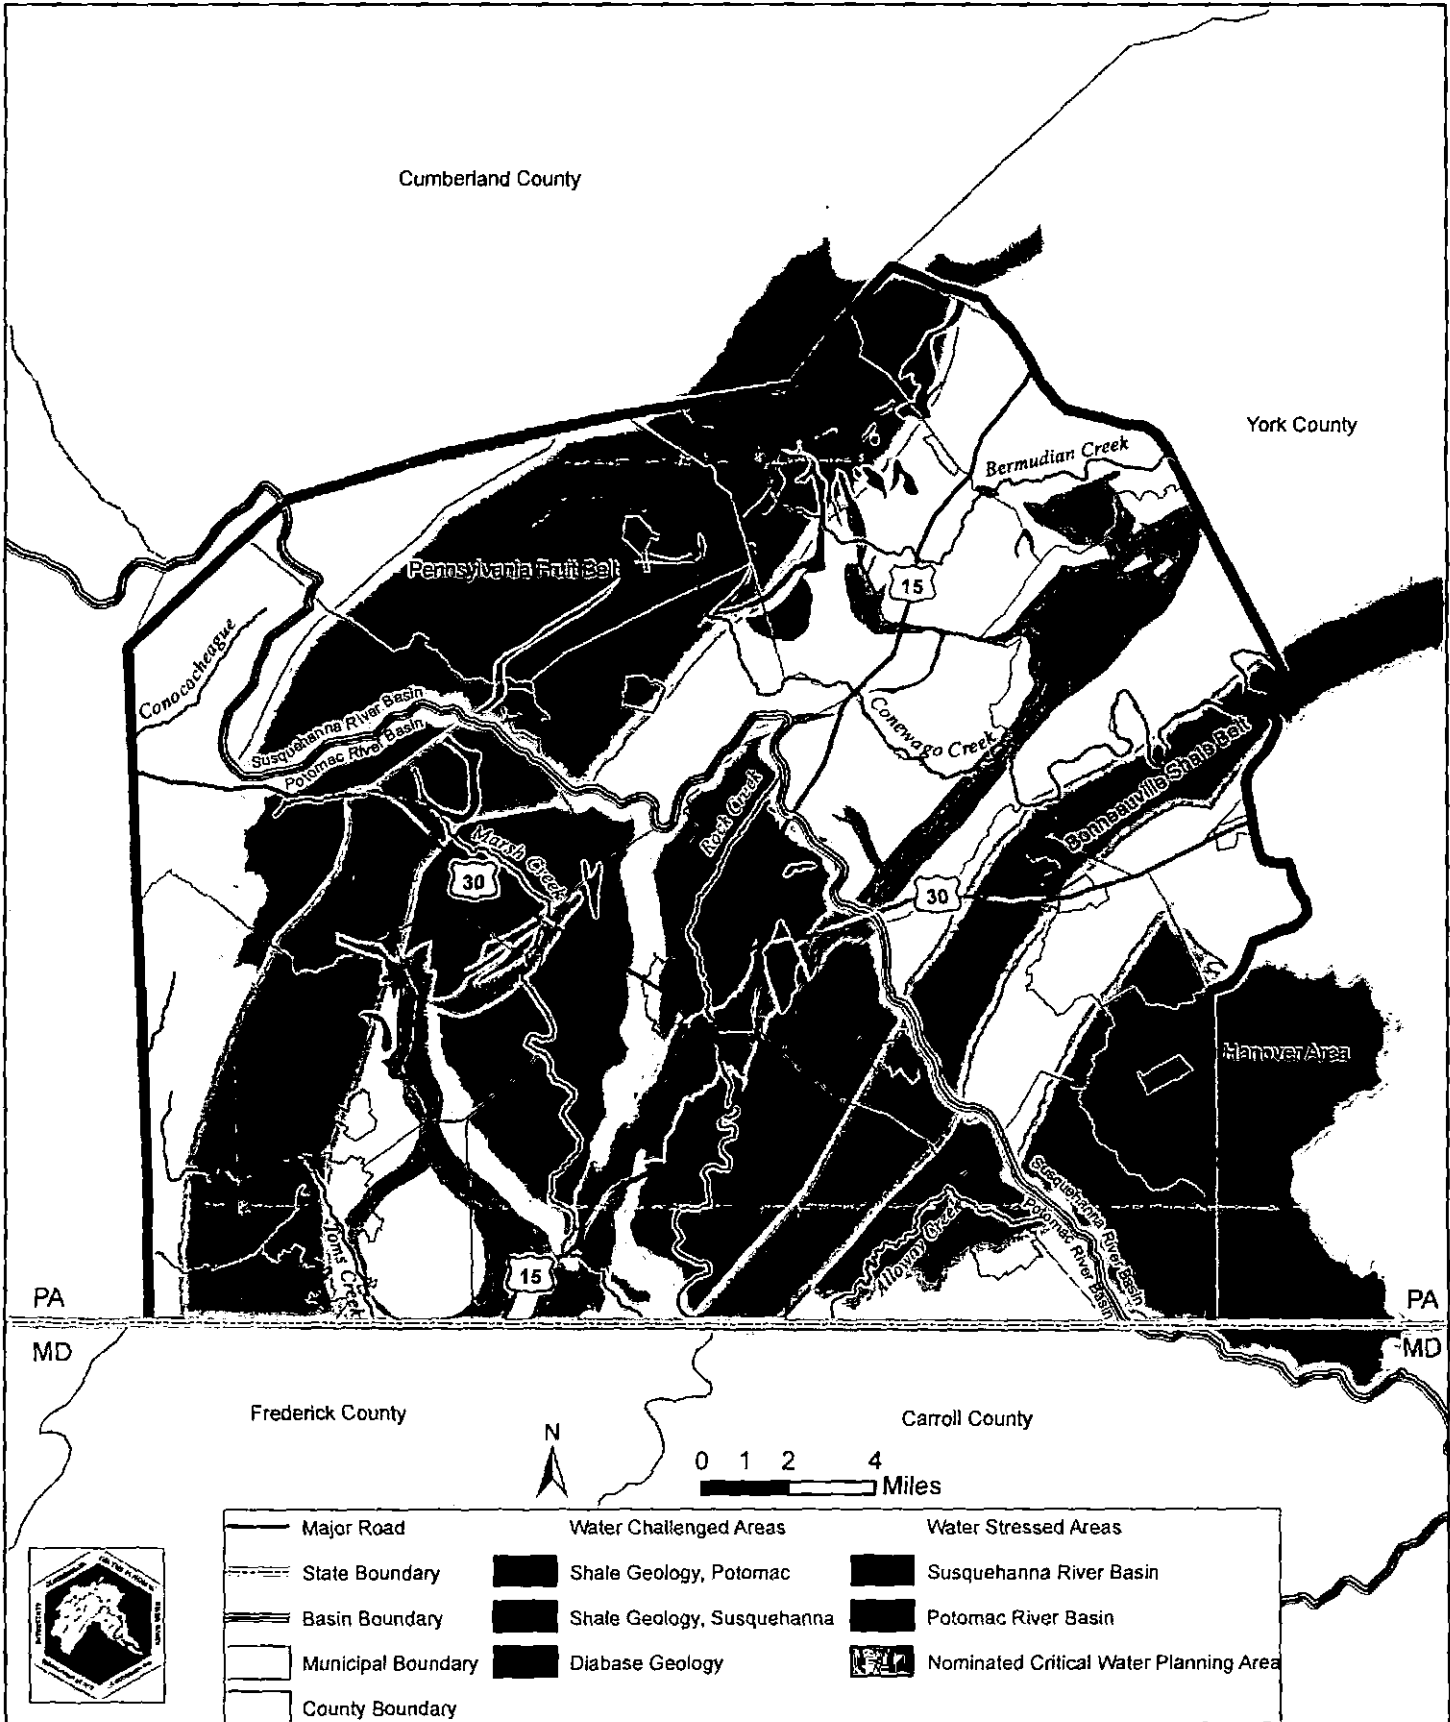 Cumberland County
York County
Bermudian Creek
Pennsylvania Fruit Belt
15
Conococheague
Susquehanna River Basin
Potomac River Basin
Conewago Creek
Bonneauville Shale Belt
Rock Creek
Marsh Creek
30
30
Hanover Area
Susquehanna River Basin
Potomac River Basin
Alloway Creek
Toms Creek
15
PA
PA
MD
MD
Frederick County
Carroll County
N
0 1 2 4
Miles
Major Road
State Boundary
Basin Boundary
Municipal Boundary
County Boundary
Water Challenged Areas
Shale Geology, Potomac
Shale Geology, Susquehanna
Diabase Geology
Water Stressed Areas
Susquehanna River Basin
Potomac River Basin
Nominated Critical Water Planning Area